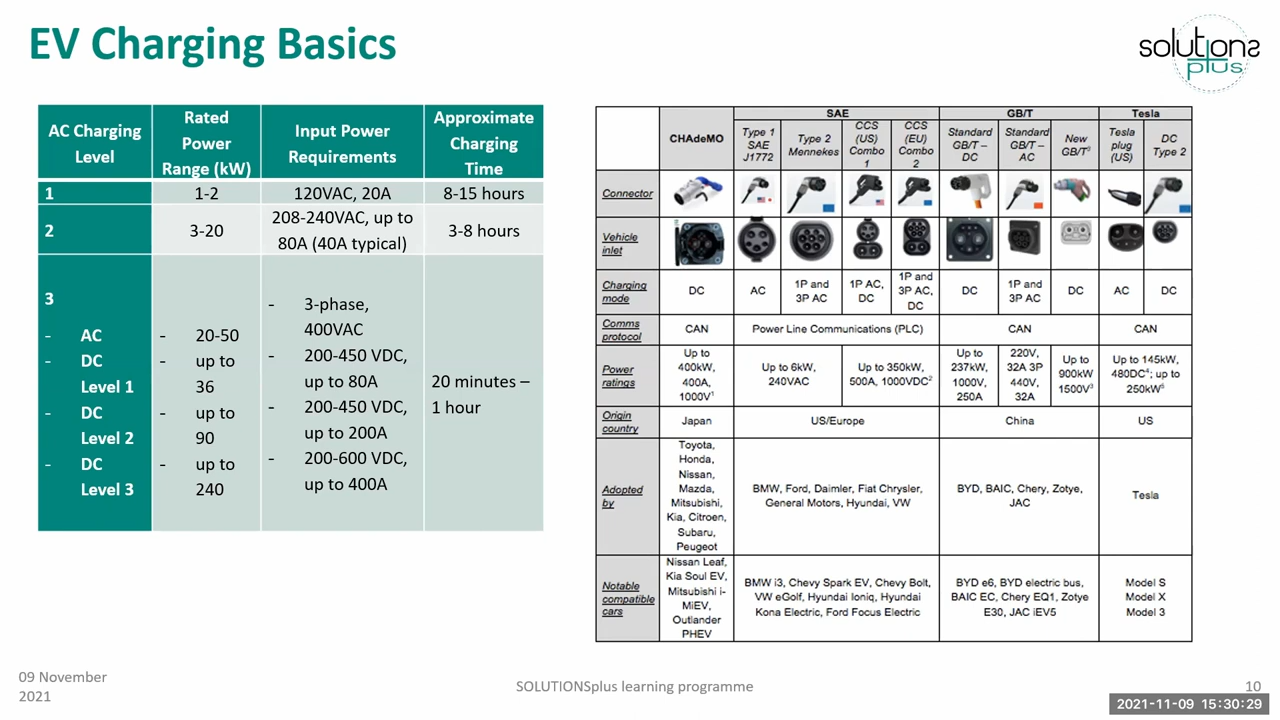 EV Charging Basics
solutions
plus
AC Charging
Level
Rated
Power
Range (kW)
Input Power
Requirements
Approximate
Charging
Time
1
1-2
120VAC, 20A
8-15 hours
2
3-20
208-240VAC, up to
80A (40A typical)
3-8 hours
3
- AC
- DC
Level 1
- DC
Level 2
- DC
Level 3
- 20-50
- up to
36
- up to
90
- up to
240
- 3-phase,
400VAC
- 200-450 VDC,
up to 80A
- 200-450 VDC,
up to 200A
- 200-600 VDC,
up to 400A
20 minutes –
1 hour
CHAdeMO
SAE
GB/T
Tesla
Type 1
SAE
J1772
Type 2
Mennekes
CCS
(US)
Combo
1
CCS
(EU)
Combo
2
Standard
GB/T –
DC
Standard
GB/T –
AC
New
GB/T³
Tesla
plug
(US)
DC
Type 2
Connector
Vehicle
inlet
Charging
mode
DC
AC
1P and
3P AC
1P AC,
DC
1P and
3P AC,
DC
DC
1P and
3P AC
DC
AC
DC
Comms
protocol
CAN
Power Line Communications (PLC)
CAN
CAN
Power
ratings
Up to
400kW,
400A,
1000V¹
Up to 6kW,
240VAC
Up to 350kW,
500A, 1000VDC²
Up to
237kW,
1000V,
250A
220V,
32A 3P
440V,
32A
Up to
900kW
1500V³
Up to 145kW,
480DC⁴; up to
250kW⁵
Origin
country
Japan
US/Europe
China
US
Adopted
by
Toyota,
Honda,
Nissan,
Mazda,
Mitsubishi,
Kia, Citroen,
Subaru,
Peugeot
BMW, Ford, Daimler, Fiat Chrysler,
General Motors, Hyundai, VW
BYD, BAIC, Chery, Zotye,
JAC
Tesla
Notable
compatible
cars
Nissan Leaf,
Kia Soul EV,
Mitsubishi i-
MiEV,
Outlander
PHEV
BMW i3, Chevy Spark EV, Chevy Bolt,
VW eGolf, Hyundai Ioniq, Hyundai
Kona Electric, Ford Focus Electric
BYD e6, BYD electric bus,
BAIC EC, Chery EQ1, Zotye
E30, JAC iEV5
Model S
Model X
Model 3
09 November
2021
SOLUTIONSplus learning programme
10
2021-11-09 15:30:29